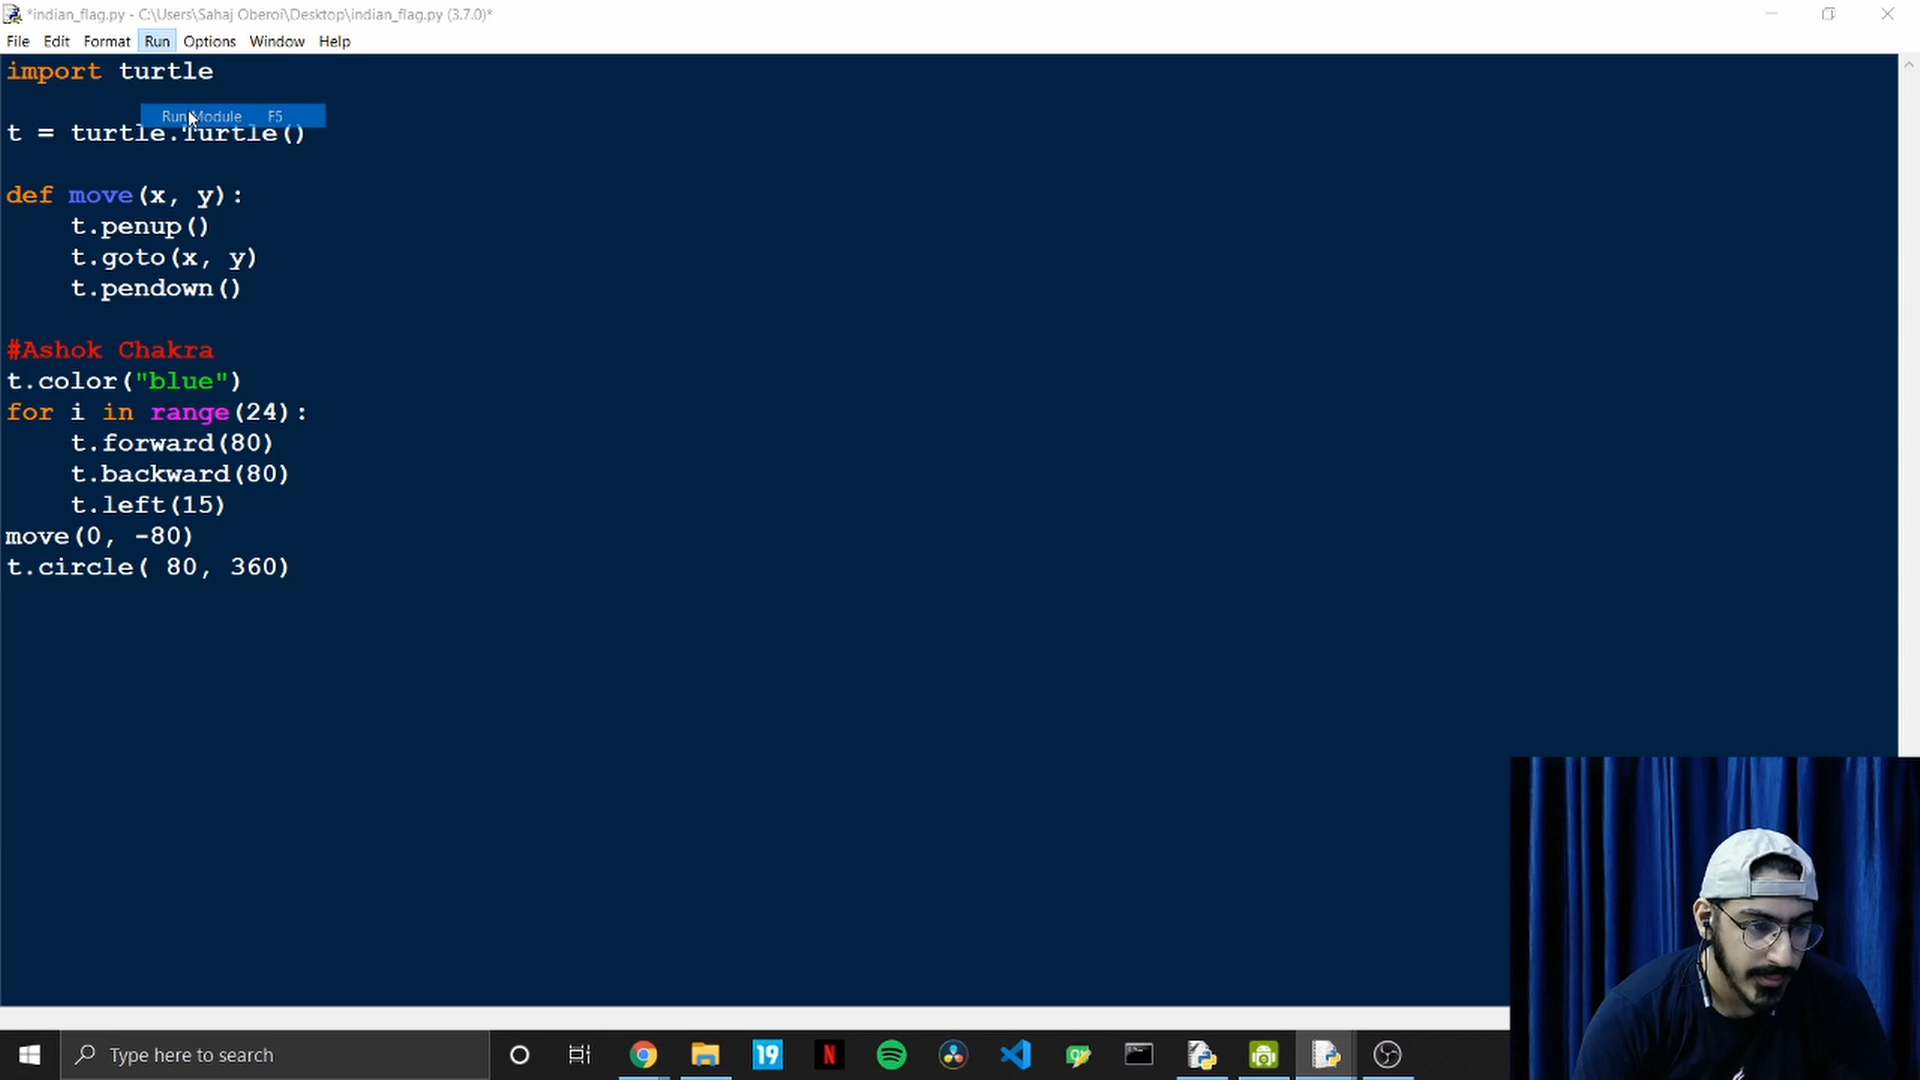 *indian_flag.py - C:\Users\Sahaj Oberoi\Desktop\indian_flag.py (3.7.0)*
File Edit Format Run Options Window Help
import turtle
Run Module F5
t = turtle.Turtle()
def move(x, y):
    t.penup()
    t.goto(x, y)
    t.pendown()
#Ashok Chakra
t.color("blue")
for i in range(24):
    t.forward(80)
    t.backward(80)
    t.left(15)
move(0, -80)
t.circle( 80, 360)
Type here to search
19
N